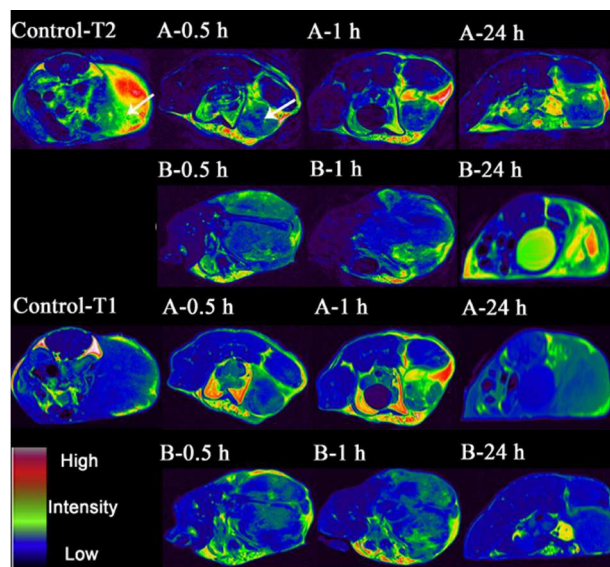 Control-T2 A-0.5 h A-1 h A-24 h
B-0.5 h B-1 h B-24 h
Control-T1 A-0.5 h A-1 h A-24 h
B-0.5 h B-1 h B-24 h
High
Intensity
Low